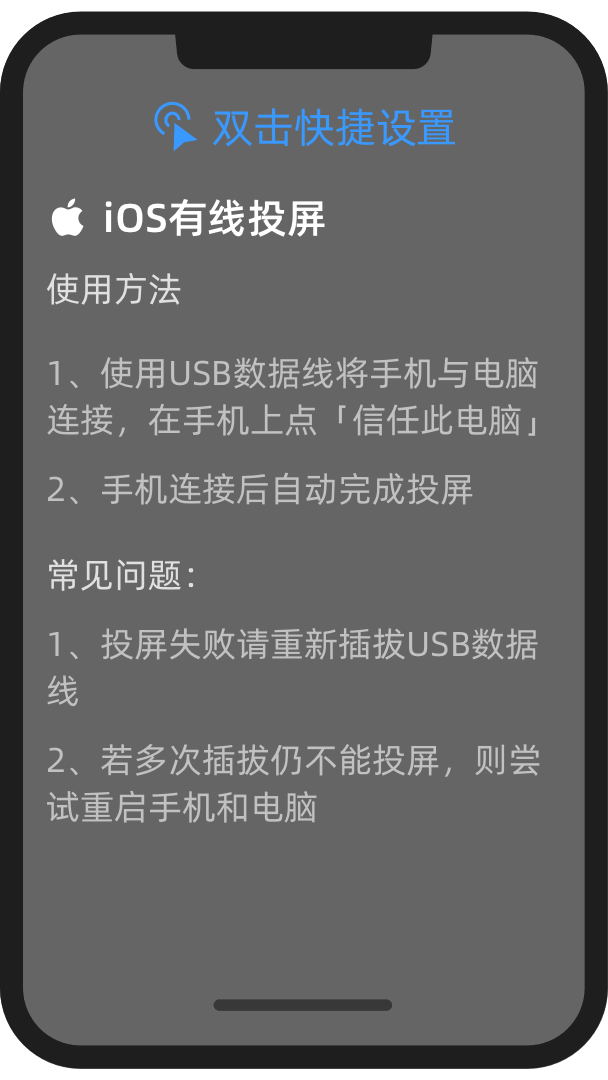 双击快捷设置
iOS有线投屏
使用方法
1、使用USB数据线将手机与电脑
连接，在手机上点「信任此电脑」
2、手机连接后自动完成投屏
常见问题：
1、投屏失败请重新插拔USB数据
线
2、若多次插拔仍不能投屏，则尝
试重启手机和电脑